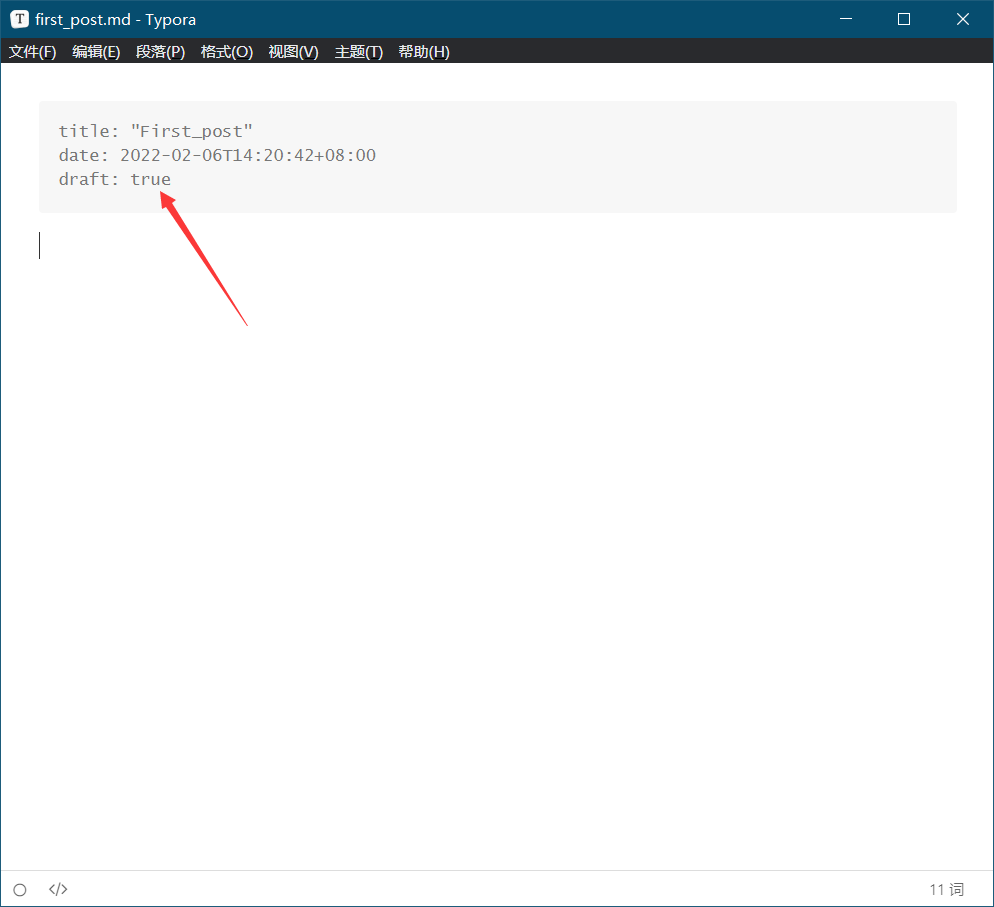 T first_post.md - Typora
文件(F) 编辑(E) 段落(P) 格式(O) 视图(V) 主题(T) 帮助(H)
title: "First_post"
date: 2022-02-06T14:20:42+08:00
draft: true
</> 11 词